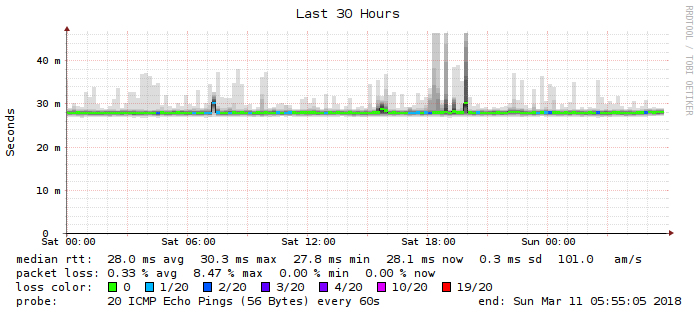 Last 30 Hours
RRDTOOL / TOBI OETIKER
Seconds
40 m
30 m
20 m
10 m
0
Sat 00:00 Sat 06:00 Sat 12:00 Sat 18:00 Sun 00:00
median rtt: 28.0 ms avg 30.3 ms max 27.8 ms min 28.1 ms now 0.3 ms sd 101.0 am/s
packet loss: 0.33 % avg 8.47 % max 0.00 % min 0.00 % now
loss color: 0 1/20 2/20 3/20 4/20 10/20 19/20
probe: 20 ICMP Echo Pings (56 Bytes) every 60s end: Sun Mar 11 05:55:05 2018